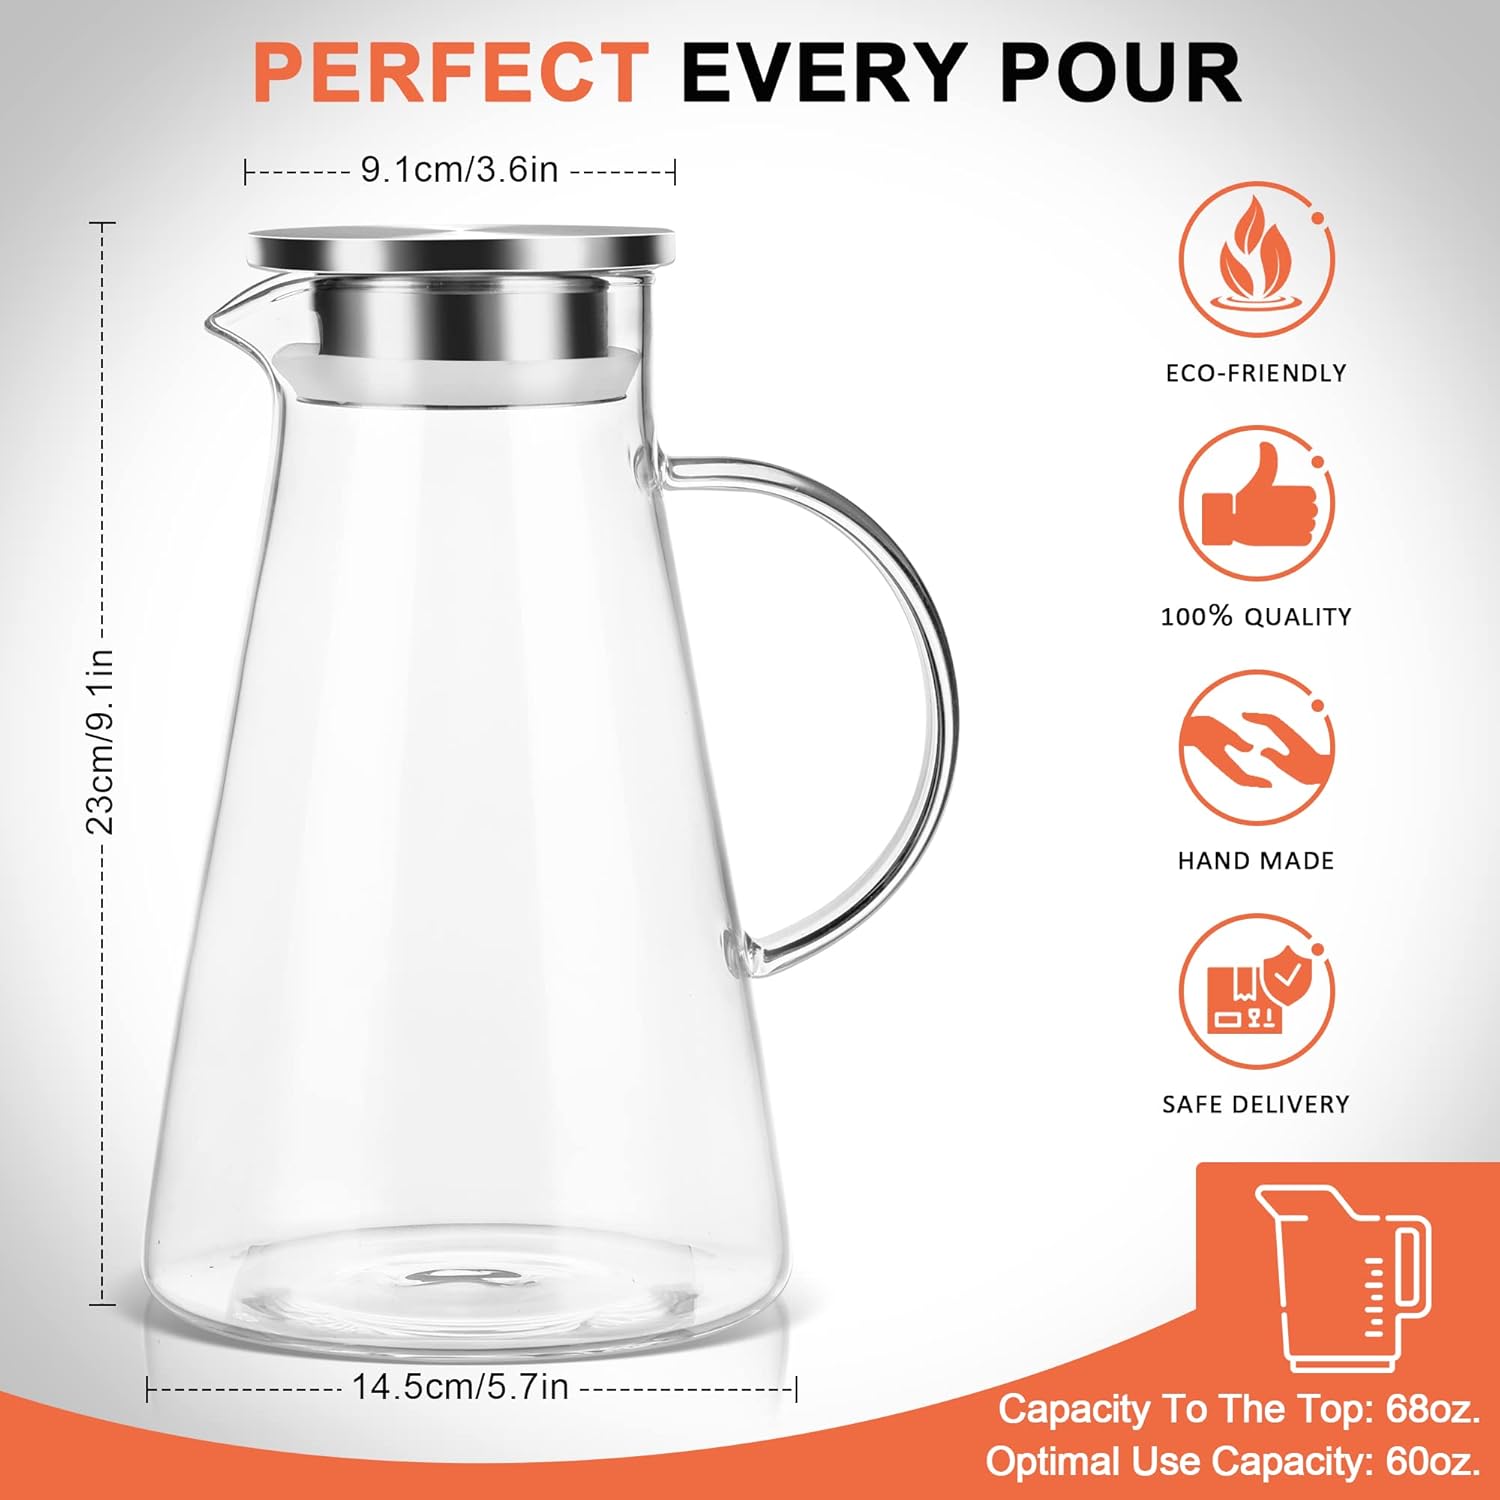 PERFECT EVERY POUR
9.1cm/3.6in
23cm/9.1in
ECO-FRIENDLY
100% QUALITY
HAND MADE
SAFE DELIVERY
14.5cm/5.7in
Capacity To The Top: 68oz.
Optimal Use Capacity: 60oz.